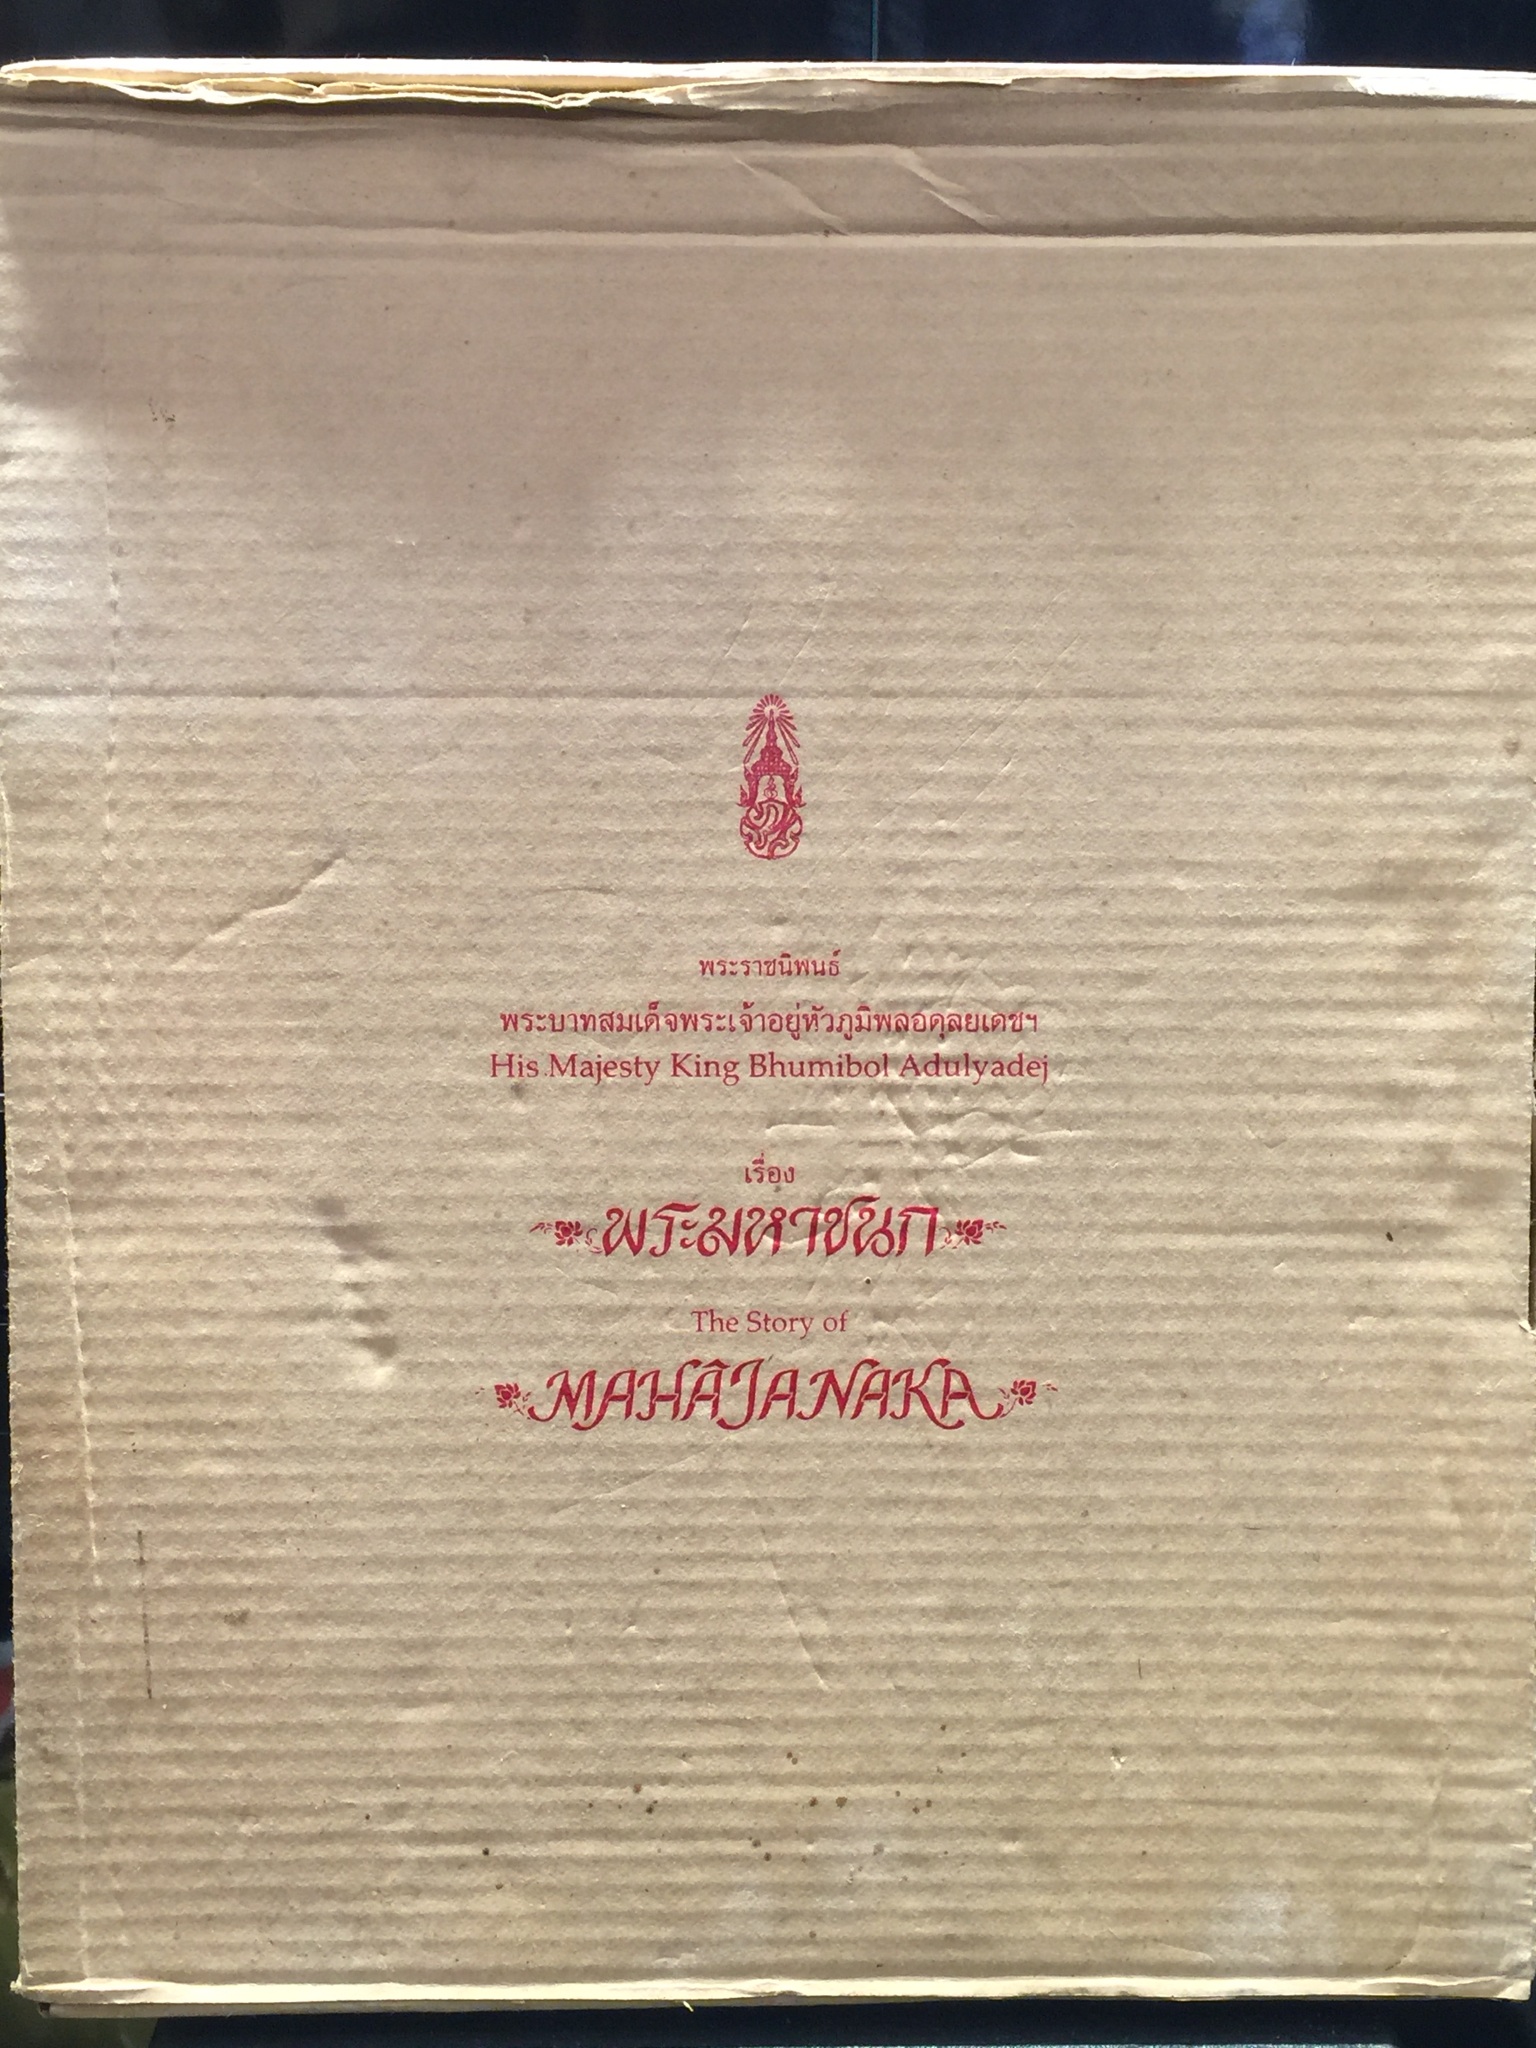 พระราชนิพนธ์
พระบาทสมเด็จพระเจ้าอยู่หัวภูมิพลอดุลยเดชฯ
His Majesty King Bhumibol Adulyadej
เรื่อง
พระมหาชนก
The Story of
MAHÂJANAKA